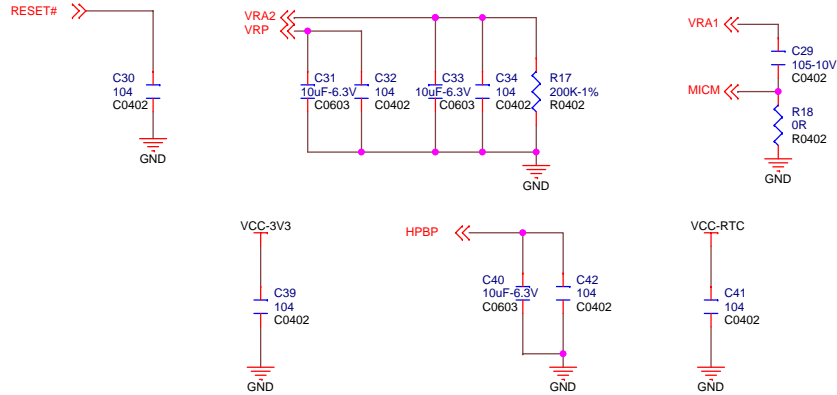 RESET#
C30
104
C0402
GND
VRA2
VRP
C31
10uF-6.3V
C0603
C32
104
C0402
C33
10uF-6.3V
C0603
C34
104
C0402
R17
200K-1%
R0402
GND
VRA1
C29
105-10V
C0402
MICM
R18
0R
R0402
GND
VCC-3V3
C39
104
C0402
GND
HPBP
C40
10uF-6.3V
C0603
C42
104
C0402
GND
VCC-RTC
C41
104
C0402
GND